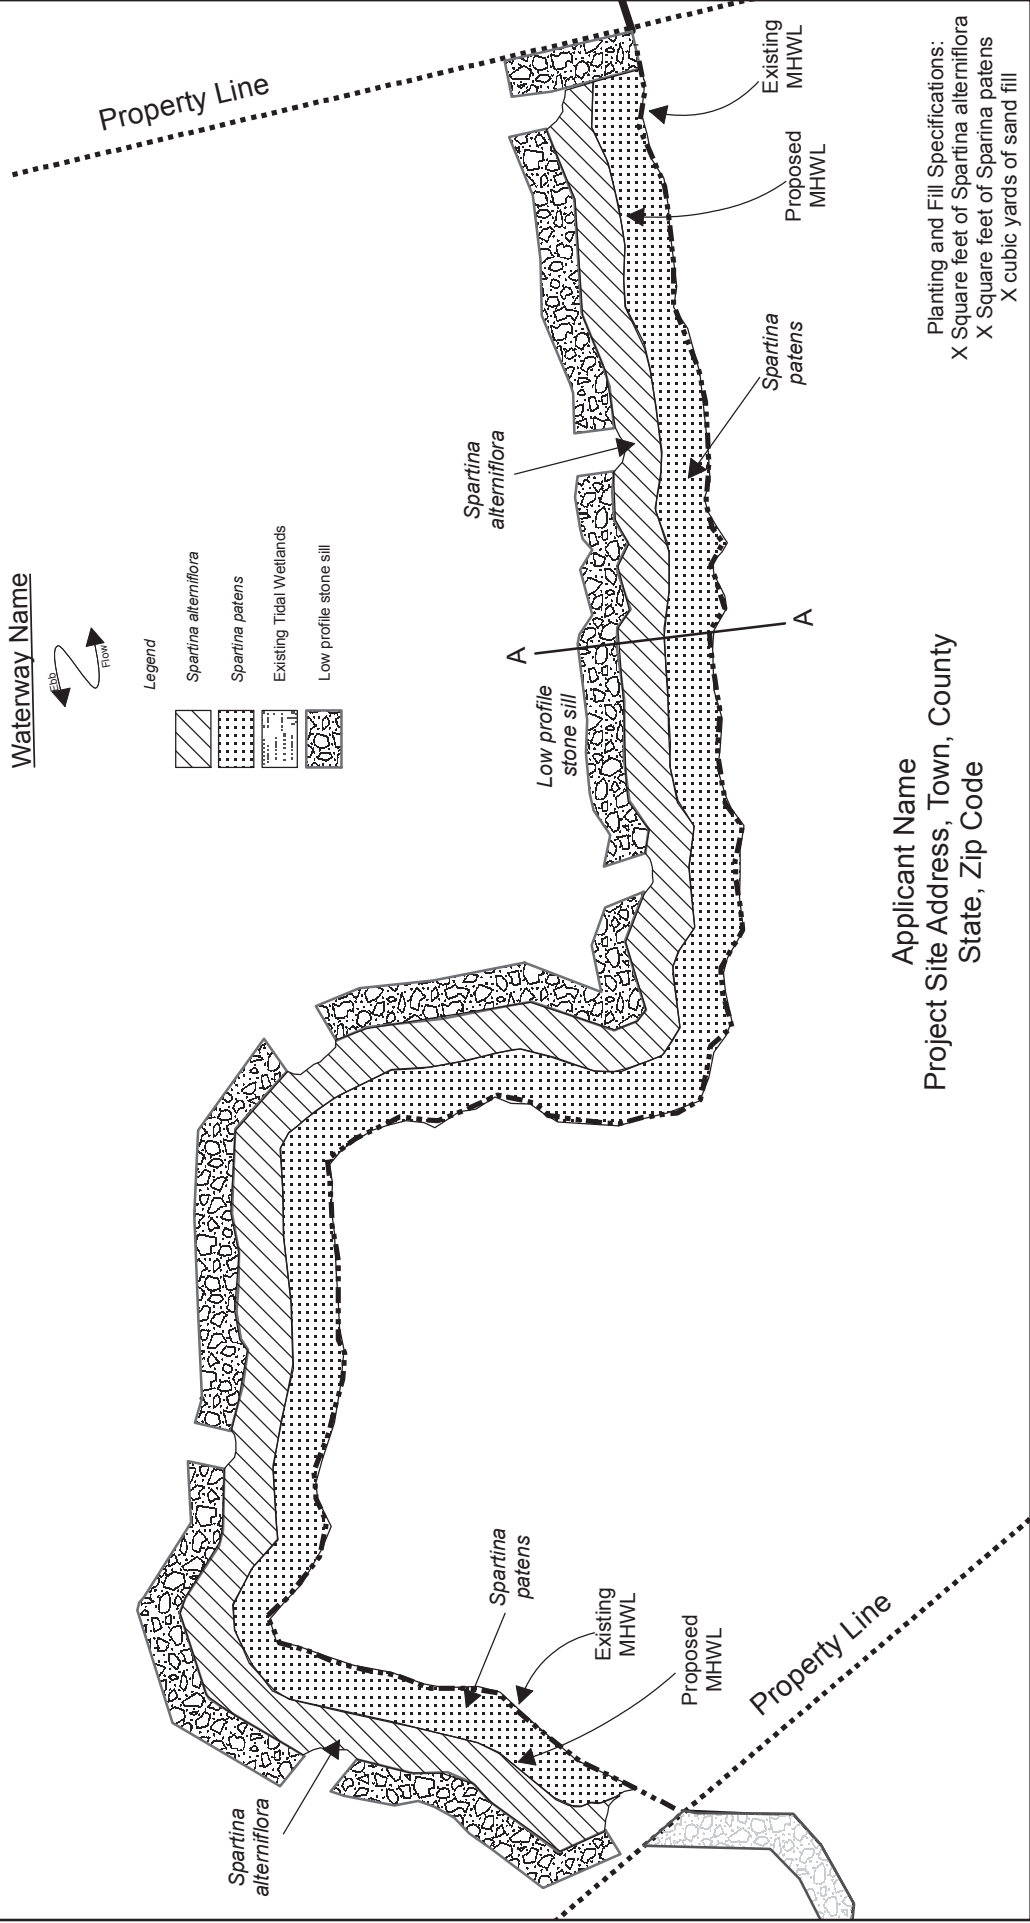 Waterway Name
Ebb
Flow
Legend
Spartina alterniflora
Spartina patens
Existing Tidal Wetlands
Low profile stone sill
Property Line
Spartina
alterniflora
Spartina
patens
Existing
MHWL
Proposed
MHWL
Property Line
Low profile
stone sill
A
A
Spartina
alterniflora
Spartina
patens
Proposed
MHWL
Existing
MHWL
Applicant Name
Project Site Address, Town, County
State, Zip Code
Planting and Fill Specifications:
X Square feet of Spartina alterniflora
X Square feet of Sparina patens
X cubic yards of sand fill